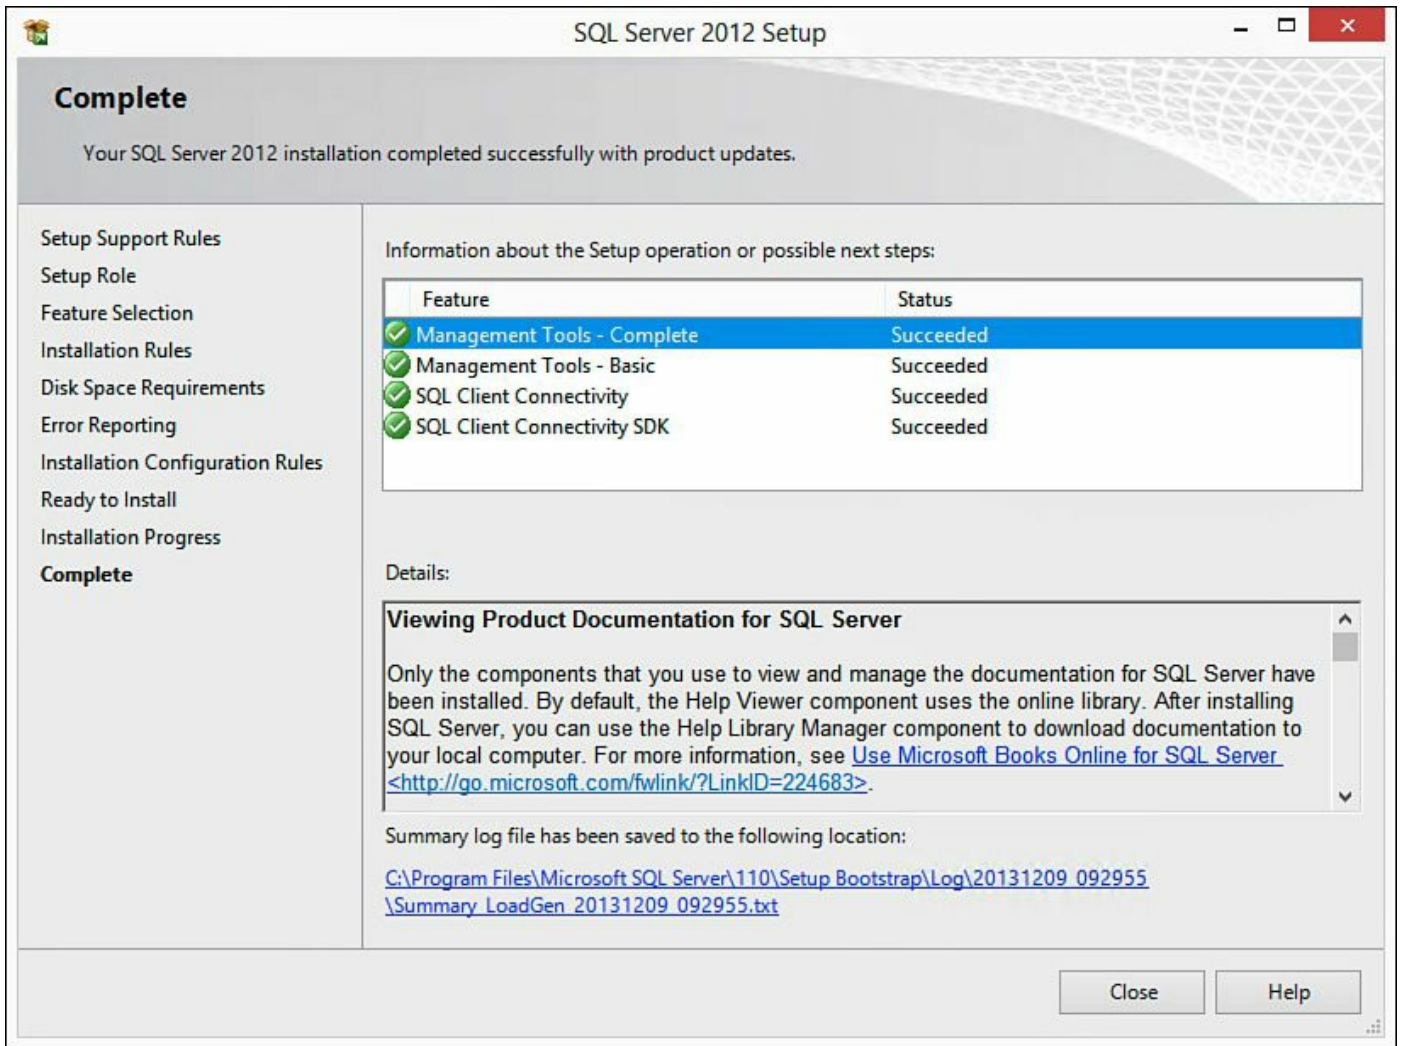 SQL Server 2012 Setup
Complete
Your SQL Server 2012 installation completed successfully with product updates.
Setup Support Rules
Setup Role
Feature Selection
Installation Rules
Disk Space Requirements
Error Reporting
Installation Configuration Rules
Ready to Install
Installation Progress
Complete
Information about the Setup operation or possible next steps:
Feature Status
Management Tools - Complete Succeeded
Management Tools - Basic Succeeded
SQL Client Connectivity Succeeded
SQL Client Connectivity SDK Succeeded
Details:
Viewing Product Documentation for SQL Server
Only the components that you use to view and manage the documentation for SQL Server have
been installed. By default, the Help Viewer component uses the online library. After installing
SQL Server, you can use the Help Library Manager component to download documentation to
your local computer. For more information, see Use Microsoft Books Online for SQL Server
<http://go.microsoft.com/fwlink/?LinkID=224683>.
Summary log file has been saved to the following location:
C:\Program Files\Microsoft SQL Server\110\Setup Bootstrap\Log\20131209_092955
\Summary_LoadGen_20131209_092955.txt
Close Help